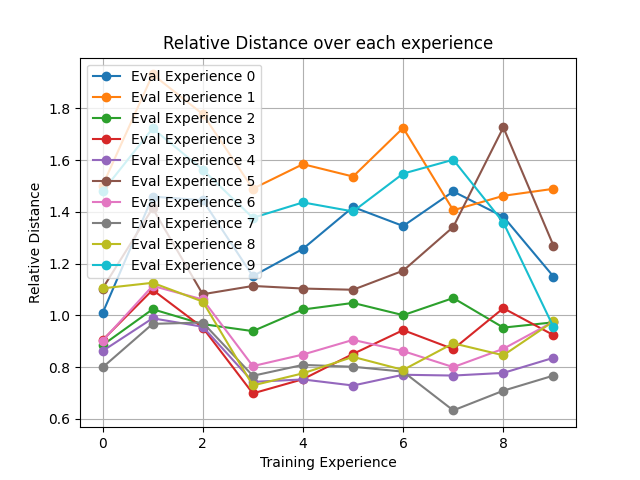 Relative Distance over each experience
Eval Experience 0
Eval Experience 1
Eval Experience 2
Eval Experience 3
Eval Experience 4
Eval Experience 5
Eval Experience 6
Eval Experience 7
Eval Experience 8
Eval Experience 9
Relative Distance
1.8
1.6
1.4
1.2
1.0
0.8
0.6
0 2 4 6 8
Training Experience